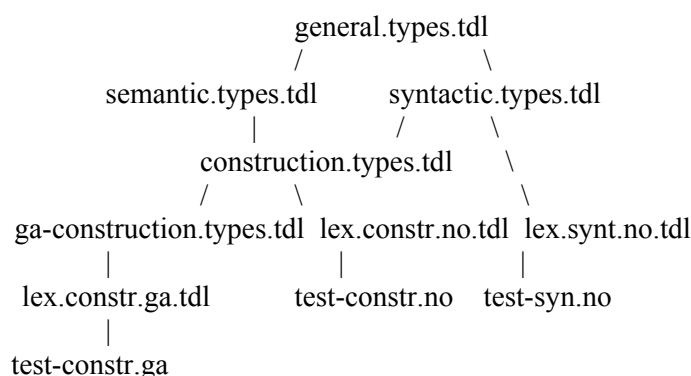 general.types.tdl
/ \
semantic.types.tdl syntactic.types.tdl
| / \
construction.types.tdl \
/ \ \
ga-construction.types.tdl lex.constr.no.tdl lex.synt.no.tdl
| | |
lex.constr.ga.tdl test-constr.no test-syn.no
|
test-constr.ga